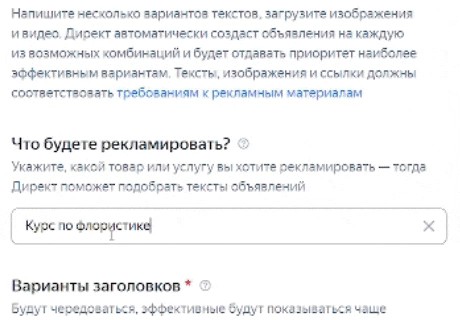 Напишите несколько вариантов текстов, загрузите изображения
и видео. Директ автоматически создаст объявления на каждую
из возможных комбинаций и будет отдавать приоритет наиболее
эффективным вариантам. Тексты, изображения и ссылки должны
соответствовать требованиям к рекламным материалам
Что будете рекламировать?
Укажите, какой товар или услугу вы хотите рекламировать — тогда
Директ поможет подобрать тексты объявлений
Курс по флористике
Варианты заголовков *
Будут чередоваться, эффективные будут показываться чаще